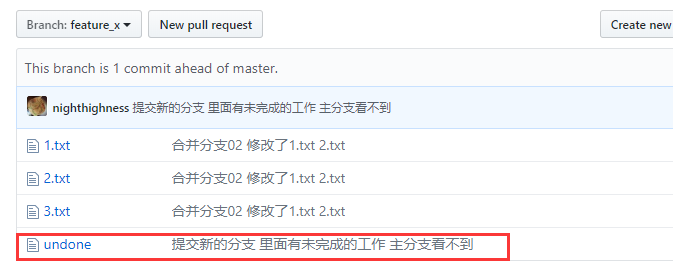 Branch: feature_x New pull request Create new
This branch is 1 commit ahead of master.
nighthighness 提交新的分支 里面有未完成的工作 主分支看不到
1.txt 合并分支02 修改了1.txt 2.txt
2.txt 合并分支02 修改了1.txt 2.txt
3.txt 合并分支02 修改了1.txt 2.txt
undone 提交新的分支 里面有未完成的工作 主分支看不到